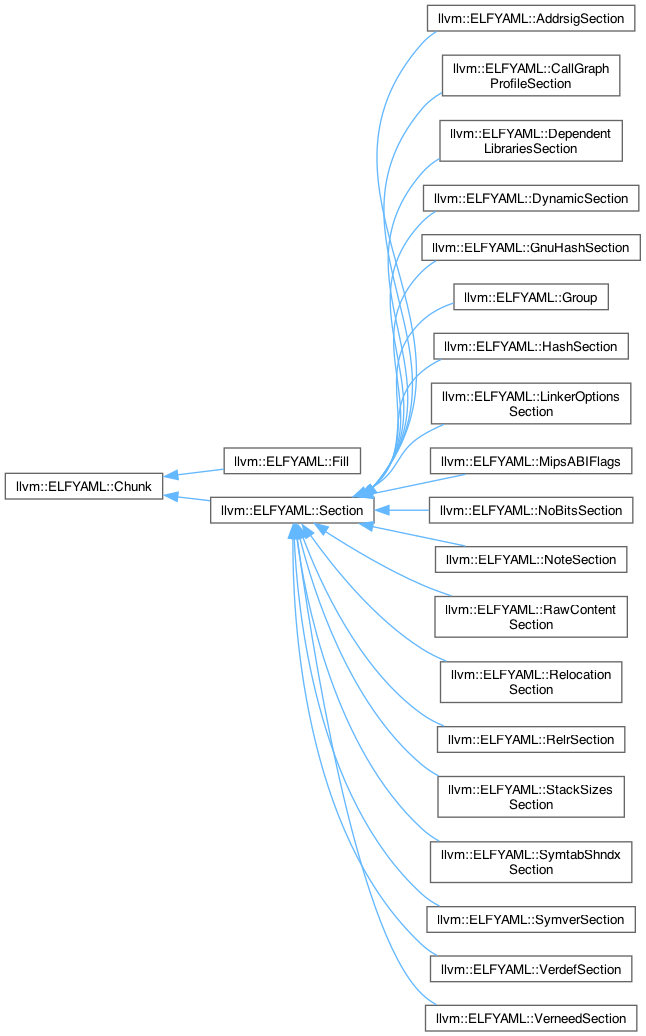 llvm::ELFYAML::AddrsigSection
llvm::ELFYAML::CallGraph
ProfileSection
llvm::ELFYAML::Dependent
LibrariesSection
llvm::ELFYAML::DynamicSection
llvm::ELFYAML::GnuHashSection
llvm::ELFYAML::Group
llvm::ELFYAML::HashSection
llvm::ELFYAML::LinkerOptions
Section
llvm::ELFYAML::Fill
llvm::ELFYAML::MipsABIFlags
llvm::ELFYAML::Chunk
llvm::ELFYAML::Section
llvm::ELFYAML::NoBitsSection
llvm::ELFYAML::NoteSection
llvm::ELFYAML::RawContent
Section
llvm::ELFYAML::Relocation
Section
llvm::ELFYAML::RelrSection
llvm::ELFYAML::StackSizes
Section
llvm::ELFYAML::SymtabShndx
Section
llvm::ELFYAML::SymverSection
llvm::ELFYAML::VerdefSection
llvm::ELFYAML::VerneedSection